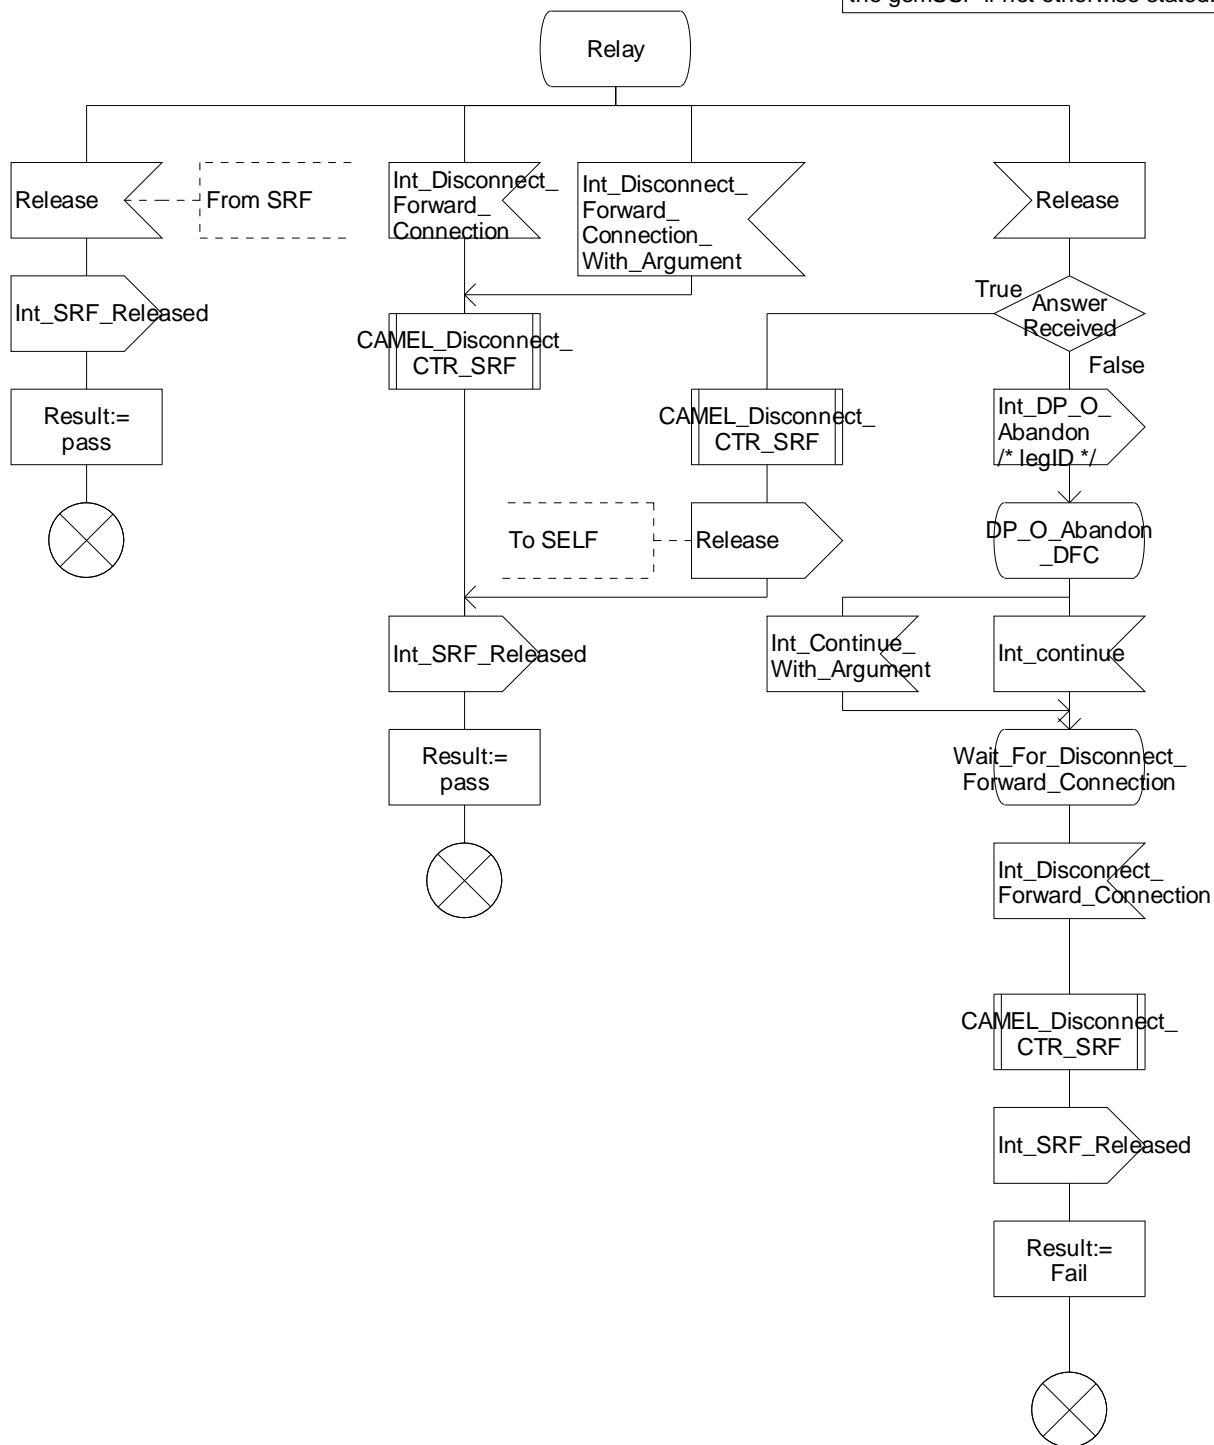 the gsmSSF if not otherwise stated.
Relay
Release
From SRF
Int_Disconnect_
Forward_
Connection
Int_Disconnect_
Forward_
Connection_
With_Argument
Release
Int_SRF_Released
True
Answer
Received
False
CAMEL_Disconnect_
CTR_SRF
Result:=
pass
CAMEL_Disconnect_
CTR_SRF
Int_DP_O_
Abandon
/* legID */
To SELF
Release
DP_O_Abandon
_DFC
Int_SRF_Released
Int_Continue_
With_Argument
Int_continue
Result:=
pass
Wait_For_Disconnect_
Forward_Connection
Int_Disconnect_
Forward_Connection
CAMEL_Disconnect_
CTR_SRF
Int_SRF_Released
Result:=
Fail